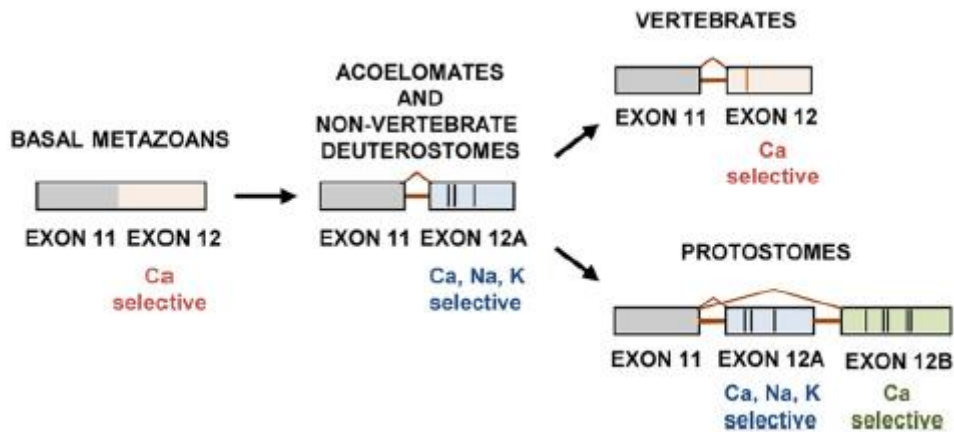 BASAL METAZOANS
EXON 11 EXON 12
Ca
selective
ACOELOMATES
AND
NON-VERTEBRATE
DEUTEROSTOMES
EXON 11 EXON 12A
Ca, Na, K
selective
VERTEBRATES
EXON 11 EXON 12
Ca
selective
PROTOSTOMES
EXON 11 EXON 12A EXON 12B
Ca, Na, K
selective
Ca
selective